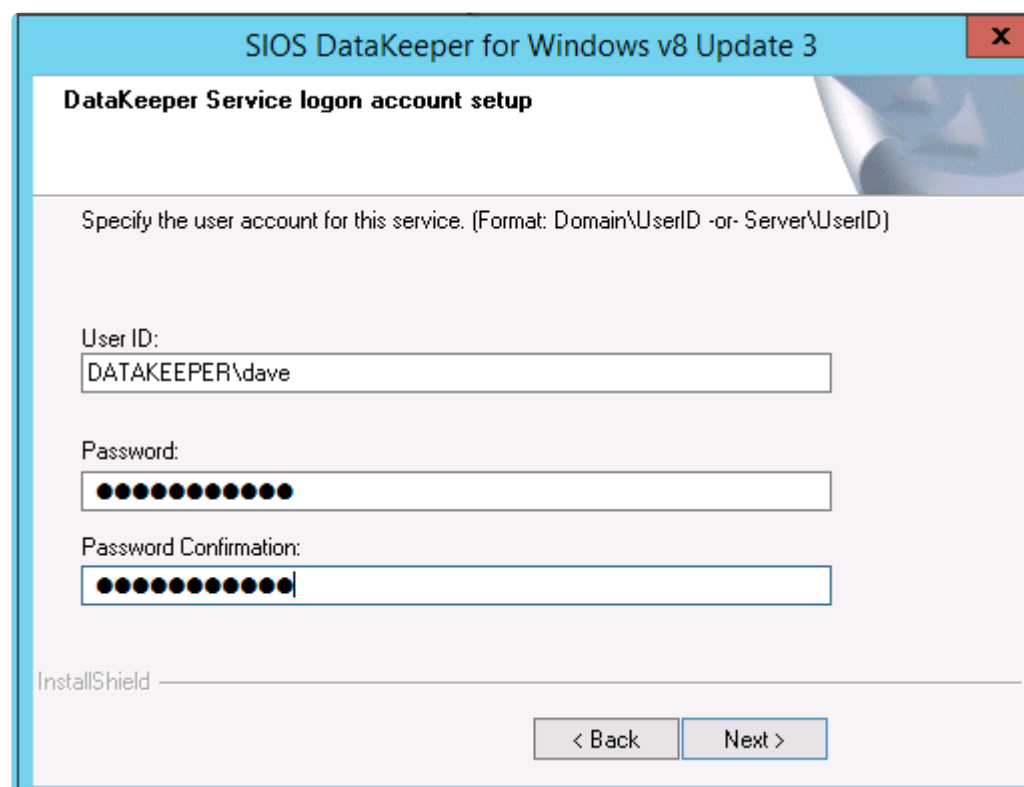 SIOS DataKeeper for Windows v8 Update 3
x
DataKeeper Service logon account setup
Specify the user account for this service. (Format: Domain\UserID -or- Server\UserID)
User ID:
DATAKEEPER\dave
Password:
●●●●●●●●●●●
Password Confirmation:
●●●●●●●●●●●
InstallShield
< Back
Next >